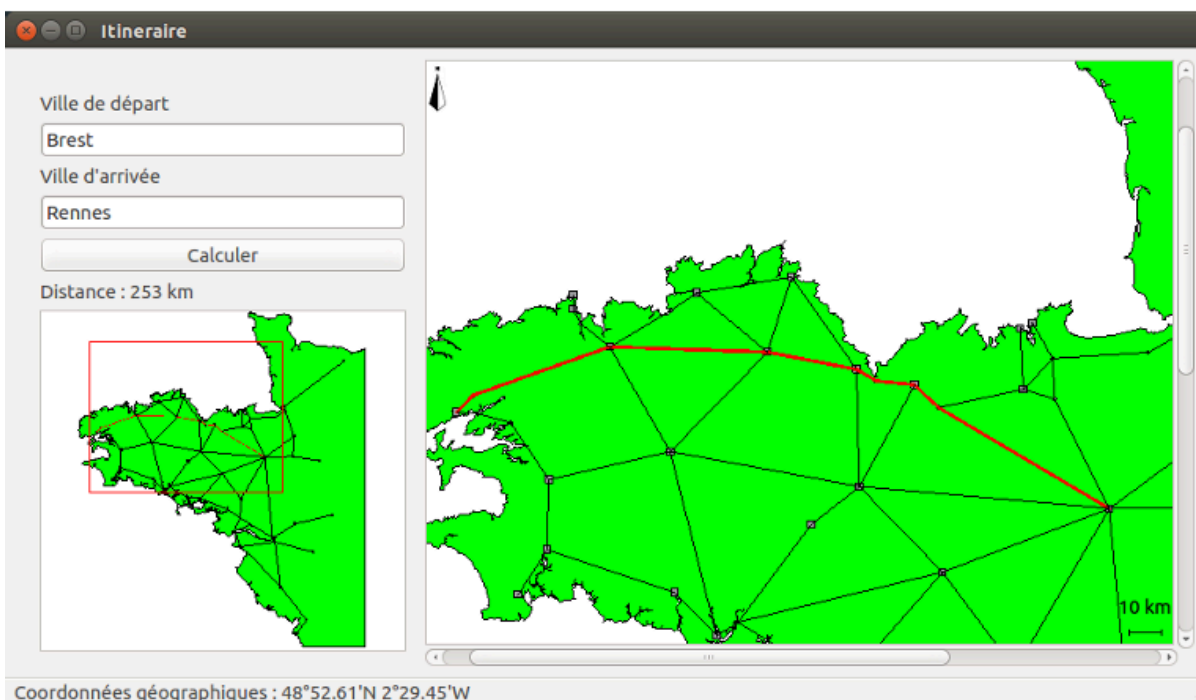 Itineraire
Ville de départ
Brest
Ville d'arrivée
Rennes
Calculer
Distance : 253 km
10 km
Coordonnées géographiques : 48°52.61'N 2°29.45'W